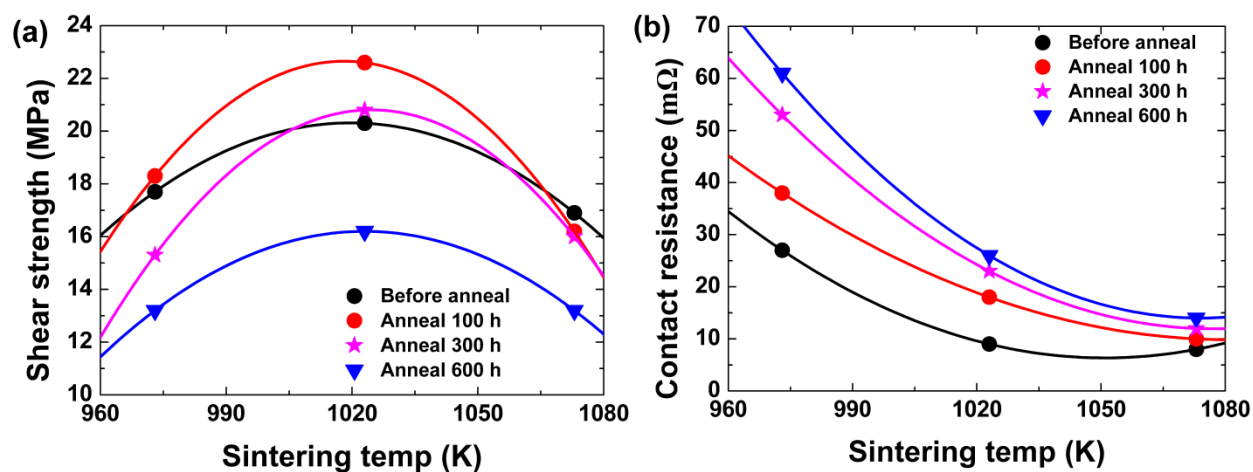 (a)
Shear strength (MPa)
24
22
20
18
16
14
12
10
960
990
1020
1050
1080
Sintering temp (K)
Before anneal
Anneal 100 h
Anneal 300 h
Anneal 600 h
(b)
Contact resistance (mΩ)
70
60
50
40
30
20
10
0
960
990
1020
1050
1080
Sintering temp (K)
Before anneal
Anneal 100 h
Anneal 300 h
Anneal 600 h